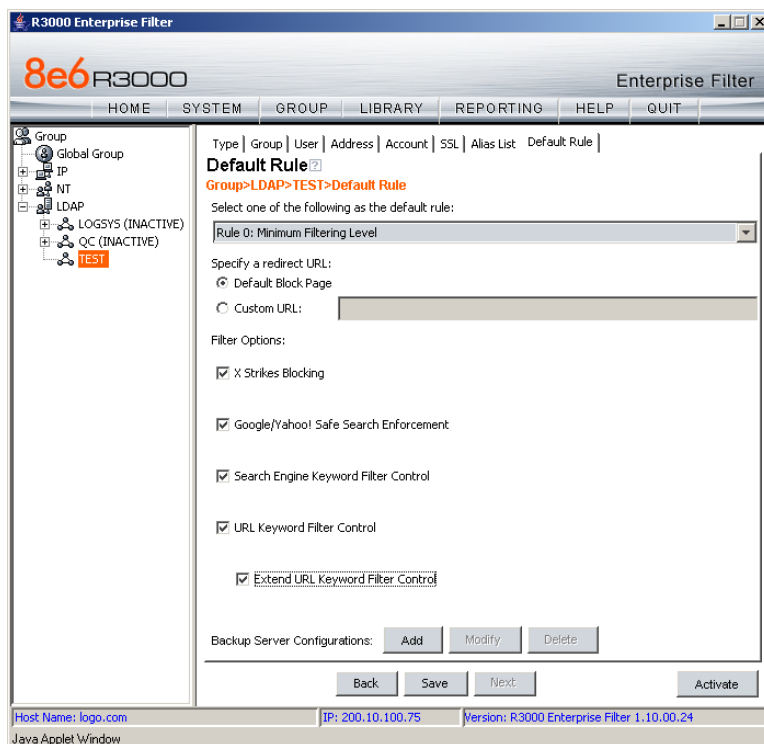 R3000 Enterprise Filter
8e6 R3000
Enterprise Filter
HOME SYSTEM GROUP LIBRARY REPORTING HELP QUIT
Group
Global Group
IP
NT
LDAP
LOGSYS (INACTIVE)
QC (INACTIVE)
TEST
Type | Group | User | Address | Account | SSL | Alias List Default Rule |
Default Rule ?
Group>LDAP>TEST>Default Rule
Select one of the following as the default rule:
Rule 0: Minimum Filtering Level
Specify a redirect URL:
Default Block Page
Custom URL:
Filter Options:
X Strikes Blocking
Google/Yahoo! Safe Search Enforcement
Search Engine Keyword Filter Control
URL Keyword Filter Control
Extend URL Keyword Filter Control
Backup Server Configurations: Add Modify Delete
Back Save Next Activate
Host Name: logo.com IP: 200.10.100.75 Version: R3000 Enterprise Filter 1.10.00.24
Java Applet Window